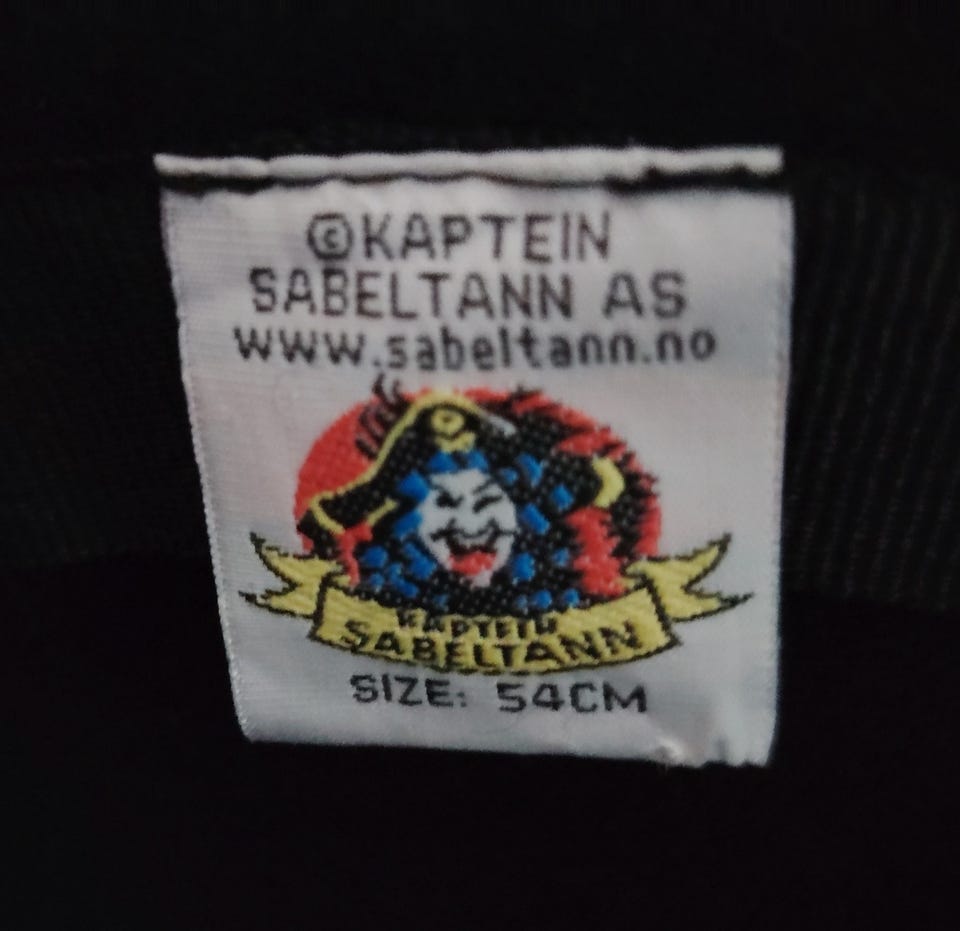 ©KAPTEIN
SABELTANN AS
www.sabeltann.no
KAPTEIN
SABELTANN
SIZE: 54CM